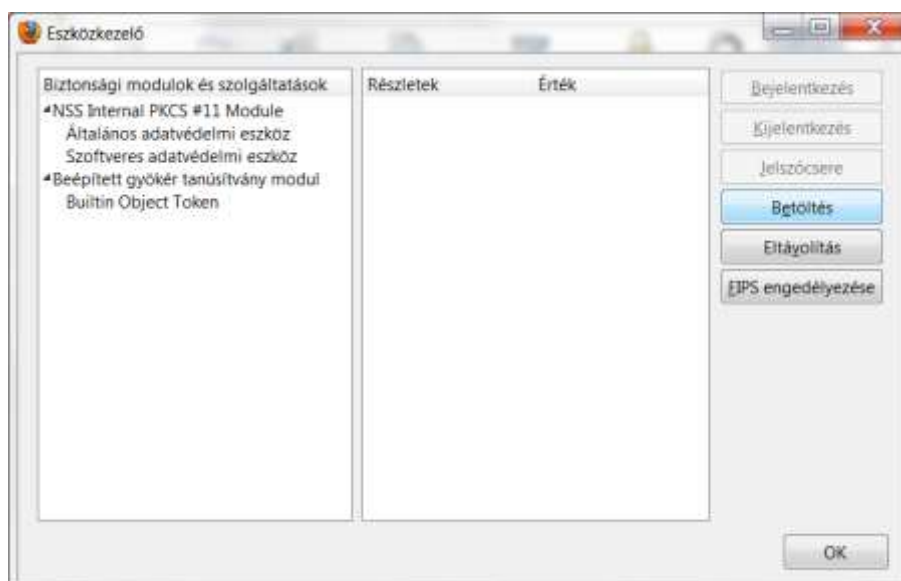 Eszközkezelő
Biztonsági modulok és szolgáltatások
NSS Internal PKCS #11 Module
Általános adatvédelmi eszköz
Szoftveres adatvédelmi eszköz
Beépített gyökér tanúsítvány modul
Builtin Object Token
Részletek Érték
Bejelentkezés
Kijelentkezés
Jelszócsere
Betöltés
Eltávolítás
FIPS engedélyezése
OK